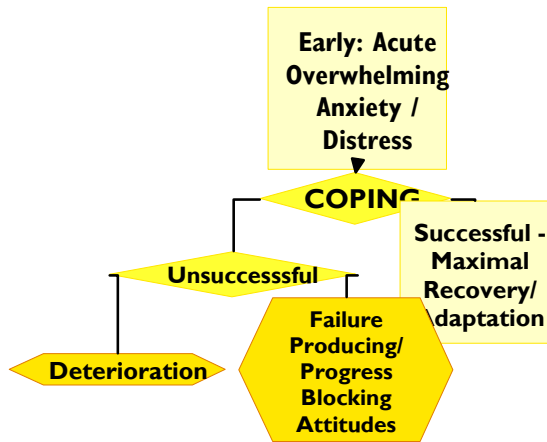 Early: Acute
Overwhelming
Anxiety /
Distress
COPING
Successful -
Maximal
Recovery/
Adaptation
Unsuccesssful
Failure
Producing/
Progress
Blocking
Attitudes
Deterioration